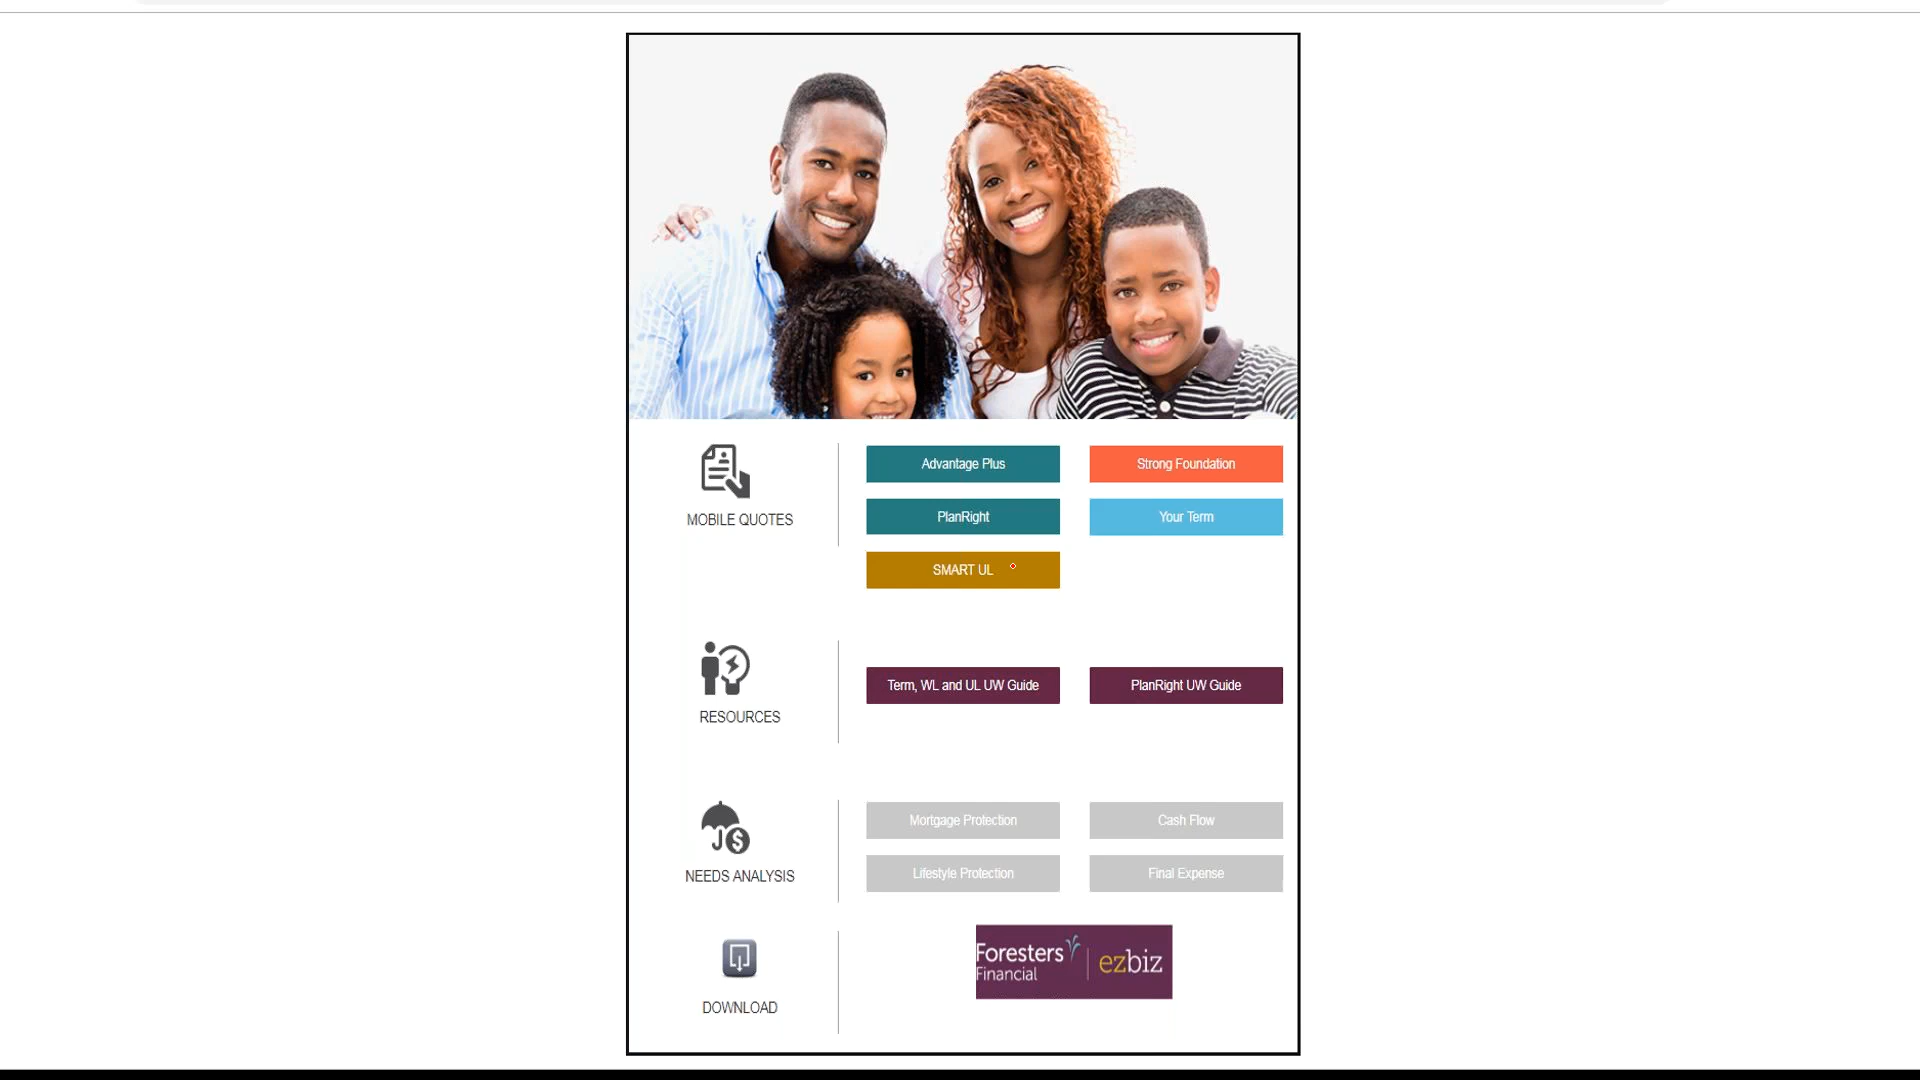 Advantage Plus
Strong Foundation
MOBILE QUOTES
PlanRight
Your Term
SMART UL
Term, WL and UL UW Guide
PlanRight UW Guide
RESOURCES
Mortgage Protection
Cash Flow
NEEDS ANALYSIS
Lifestyle Protection
Final Expense
Foresters
Financial
ezbiz
DOWNLOAD